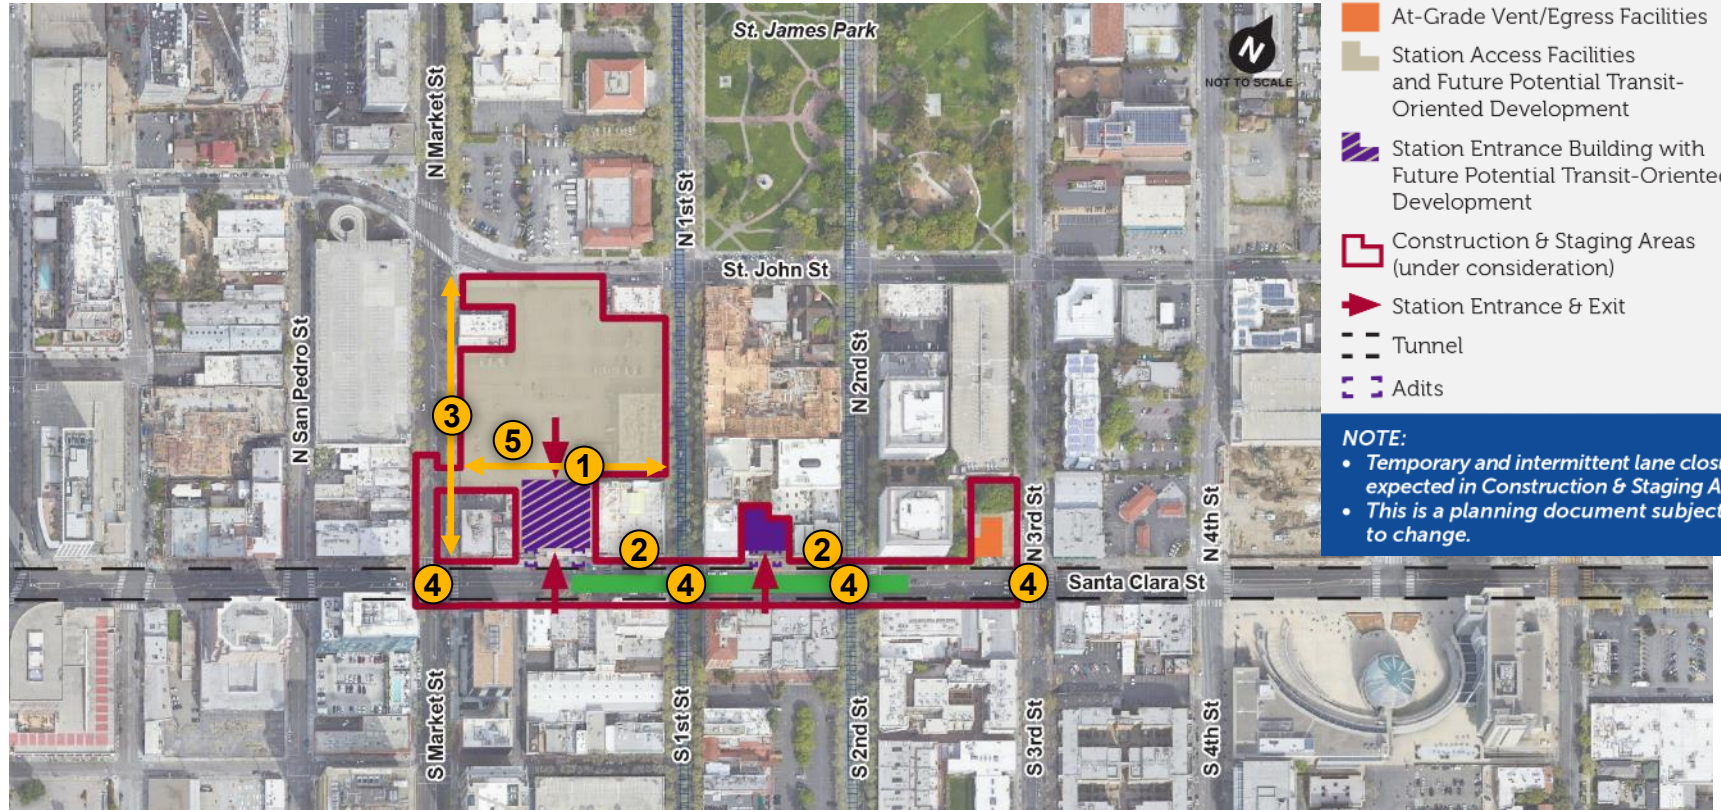 St. James Park
N
NOT TO SCALE
N Market St
N 1st St
St. John St
N San Pedro St
N 2nd St
N 3rd St
N 4th St
3
5
1
2
2
4
4
4
4
Santa Clara St
S Market St
S 1st St
S 2nd St
S 3rd St
S 4th St
At-Grade Vent/Egress Facilities
Station Access Facilities
and Future Potential Transit-
Oriented Development
Station Entrance Building with
Future Potential Transit-Oriented
Development
Construction & Staging Areas
(under consideration)
Station Entrance & Exit
Tunnel
Adits
NOTE:
• Temporary and intermittent lane
expected in Construction & Staging
• This is a planning document subject
to change.